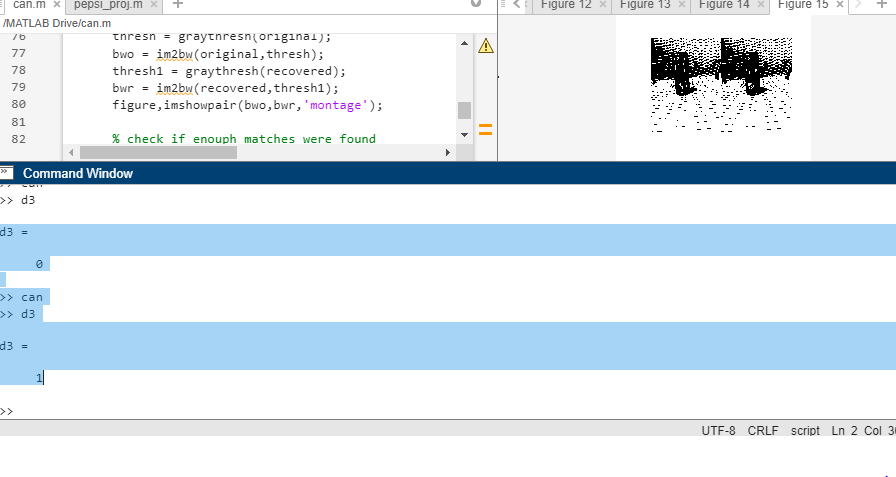 can.m × pepsi_proj.m × +
Figure 12 × Figure 13 × Figure 14 × Figure 15 × +
/MATLAB Drive/can.m
76 thresh = graythresh(original);
77 bwo = im2bw(original,thresh);
78 thresh1 = graythresh(recovered);
79 bwr = im2bw(recovered,thresh1);
80 figure,imshowpair(bwo,bwr,'montage');
81
82 % check if enouph matches were found
Command Window
>> can
>> d3
d3 =
0
>> can
>> d3
d3 =
1
>>
UTF-8 CRLF script Ln 2 Col